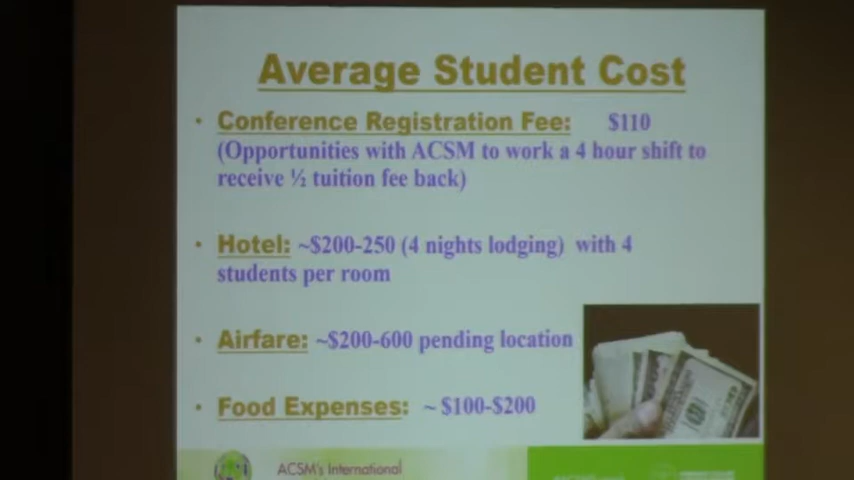 Average Student Cost
• Conference Registration Fee: $110
(Opportunities with ACSM to work a 4 hour shift to
receive ½ tuition fee back)
• Hotel: ~$200-250 (4 nights lodging) with 4
students per room
• Airfare: ~$200-600 pending location
• Food Expenses: ~ $100-$200
ACSM's International